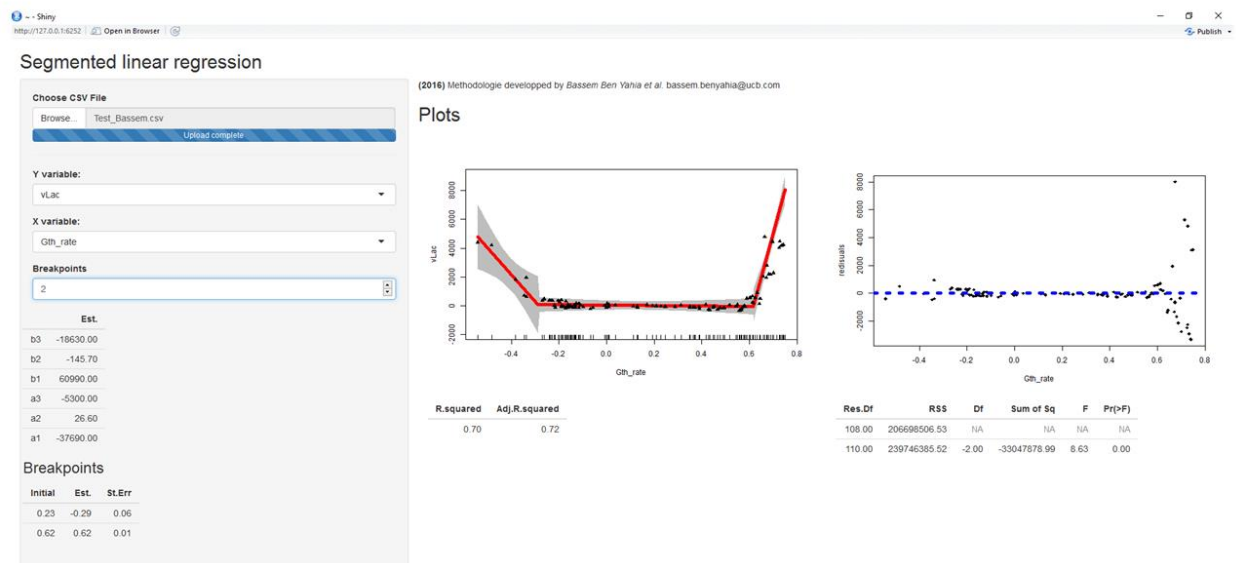 ~ - Shiny
http://127.0.0.1:6252 Open in Browser
Publish
Segmented linear regression
Choose CSV File
Browse... Test_Bassem.csv
Upload complete
Y variable:
vLac
X variable:
Gth_rate
Breakpoints
2
Est.
b3 -18630.00
b2 -145.70
b1 60990.00
a3 -5300.00
a2 26.60
a1 -37690.00
Breakpoints
Initial Est. St.Err
0.23 -0.29 0.06
0.62 0.62 0.01
(2016) Methodologie developped by Bassem Ben Yahia et al. bassem.benyahia@ucb.com
Plots
vLac
8000
6000
4000
2000
0
-2000
-0.4 -0.2 0.0 0.2 0.4 0.6 0.8
Gth_rate
R.squared Adj.R.squared
0.70 0.72
redisuals
8000
6000
4000
2000
0
-2000
-0.4 -0.2 0.0 0.2 0.4 0.6 0.8
Gth_rate
Res.Df RSS Df Sum of Sq F Pr(>F)
108.00 206698506.53 NA NA NA NA
110.00 239746385.52 -2.00 -33047878.99 8.63 0.00